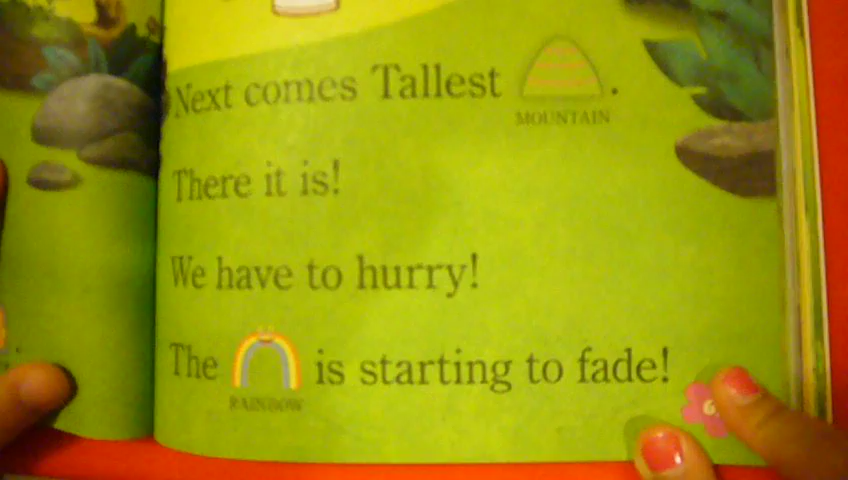 Next comes Tallest .
MOUNTAIN
There it is!
We have to hurry!
The is starting to fade!
RAINBOW